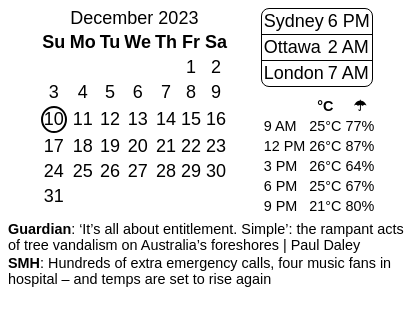 December 2023
Su Mo Tu We Th Fr Sa
1 2
3 4 5 6 7 8 9
10 11 12 13 14 15 16
17 18 19 20 21 22 23
24 25 26 27 28 29 30
31
Sydney 6 PM
Ottawa 2 AM
London 7 AM
°C ☂
9 AM 25°C 77%
12 PM 26°C 87%
3 PM 26°C 64%
6 PM 25°C 67%
9 PM 21°C 80%
Guardian: ‘It’s all about entitlement. Simple’: the rampant acts
of tree vandalism on Australia’s foreshores | Paul Daley
SMH: Hundreds of extra emergency calls, four music fans in
hospital – and temps are set to rise again